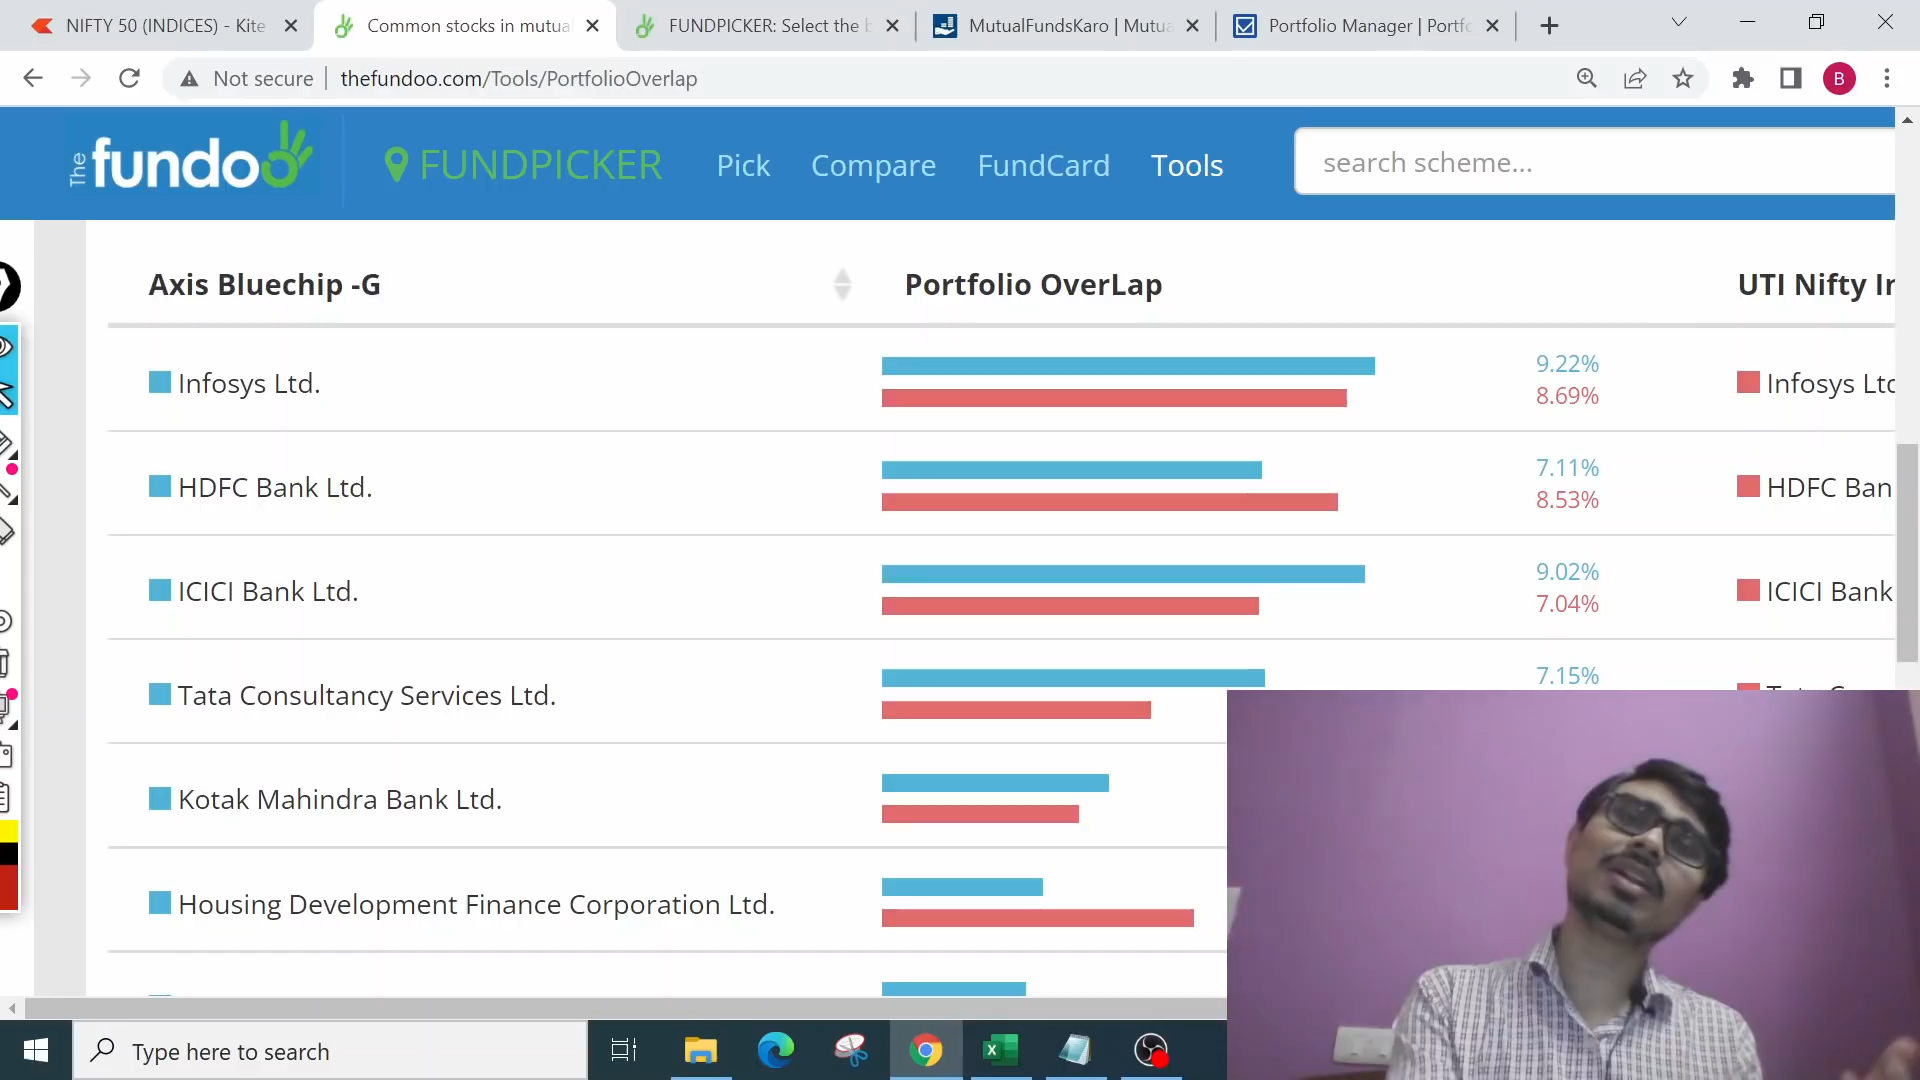 NIFTY 50 (INDICES) - Kite
Common stocks in mutua
FUNDPICKER: Select the b
MutualFundsKaro | Mutua
Portfolio Manager | Portfo
Not secure
thefundoo.com/Tools/PortfolioOverlap
B
The fundoo
FUNDPICKER
Pick
Compare
FundCard
Tools
search scheme...
Axis Bluechip -G
Portfolio OverLap
UTI Nifty In
Infosys Ltd.
9.22%
8.69%
Infosys Ltd
HDFC Bank Ltd.
7.11%
8.53%
HDFC Ban
ICICI Bank Ltd.
9.02%
7.04%
ICICI Bank
Tata Consultancy Services Ltd.
7.15%
Kotak Mahindra Bank Ltd.
Housing Development Finance Corporation Ltd.
Type here to search